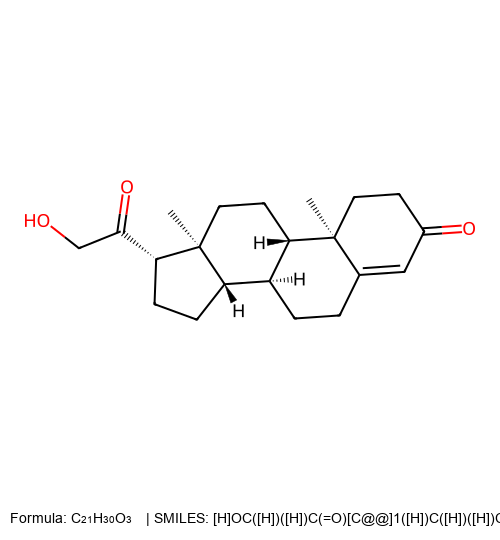 O
HO
H
H
O
H
Formula: C₂₁H₃₀O₃ | SMILES: [H]OC([H])([H])C(=O)[C@@]1([H])C([H])([H])C